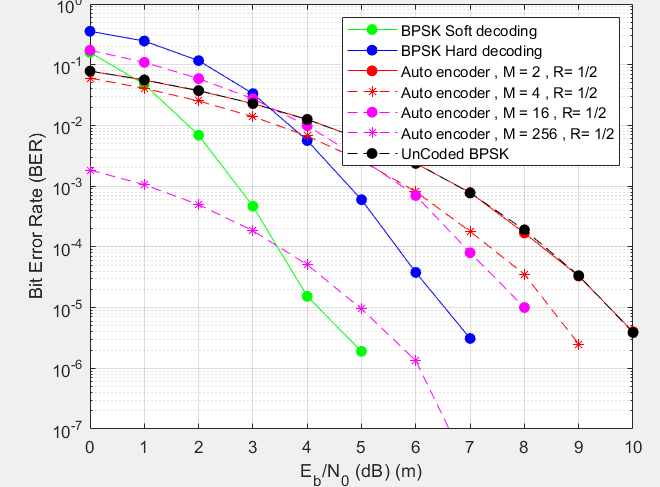 10^0
10^-1
10^-2
10^-3
10^-4
10^-5
10^-6
10^-7
Bit Error Rate (BER)
BPSK Soft decoding
BPSK Hard decoding
Auto encoder , M = 2 , R= 1/2
Auto encoder , M = 4 , R= 1/2
Auto encoder , M = 16 , R= 1/2
Auto encoder , M = 256 , R= 1/2
UnCoded BPSK
0 1 2 3 4 5 6 7 8 9 10
E_b/N_0 (dB) (m)